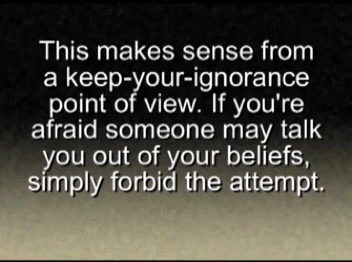 This makes sense from
a keep-your-ignorance
point of view. If you're
afraid someone may talk
you out of your beliefs,
simply forbid the attempt.